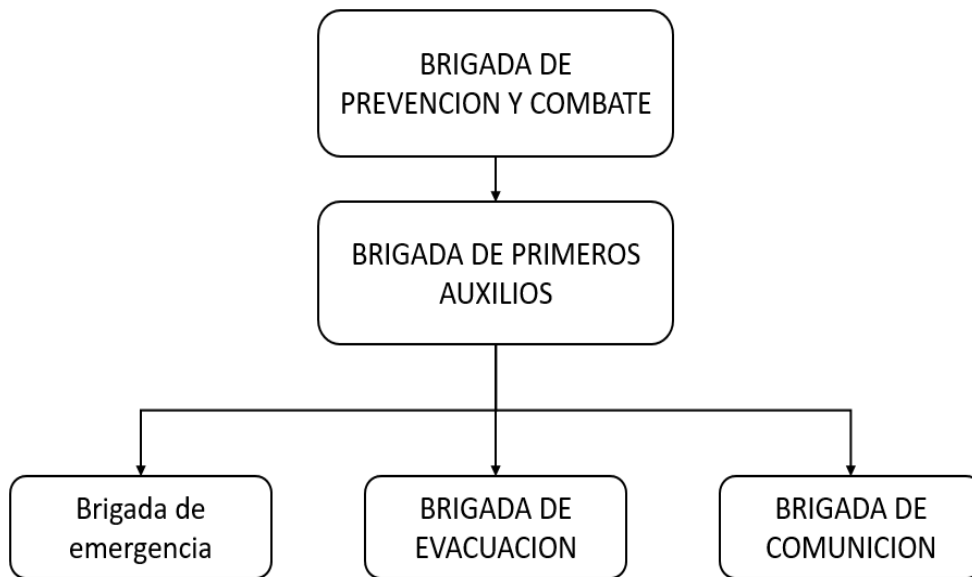 BRIGADA DE
PREVENCION Y COMBATE
BRIGADA DE PRIMEROS
AUXILIOS
Brigada de
emergencia
BRIGADA DE
EVACUACION
BRIGADA DE
COMUNICION